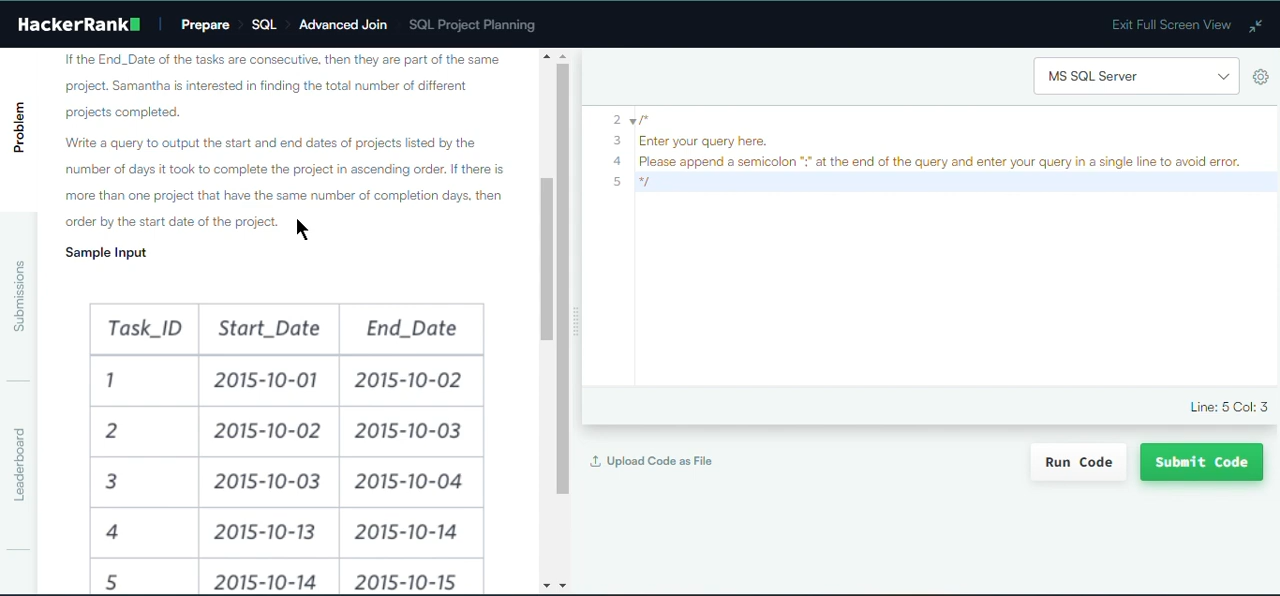 HackerRank | Prepare > SQL > Advanced Join > SQL Project Planning Exit Full Screen View
Problem
Submissions
Leaderboard
If the End_Date of the tasks are consecutive, then they are part of the same
project. Samantha is interested in finding the total number of different
projects completed.
Write a query to output the start and end dates of projects listed by the
number of days it took to complete the project in ascending order. If there is
more than one project that have the same number of completion days, then
order by the start date of the project.
Sample Input
Task_ID Start_Date End_Date
1 2015-10-01 2015-10-02
2 2015-10-02 2015-10-03
3 2015-10-03 2015-10-04
4 2015-10-13 2015-10-14
5 2015-10-14 2015-10-15
MS SQL Server
2 /*
3 Enter your query here.
4 Please append a semicolon ";" at the end of the query and enter your query in a single line to avoid error.
5 */
Line: 5 Col: 3
Upload Code as File
Run Code
Submit Code